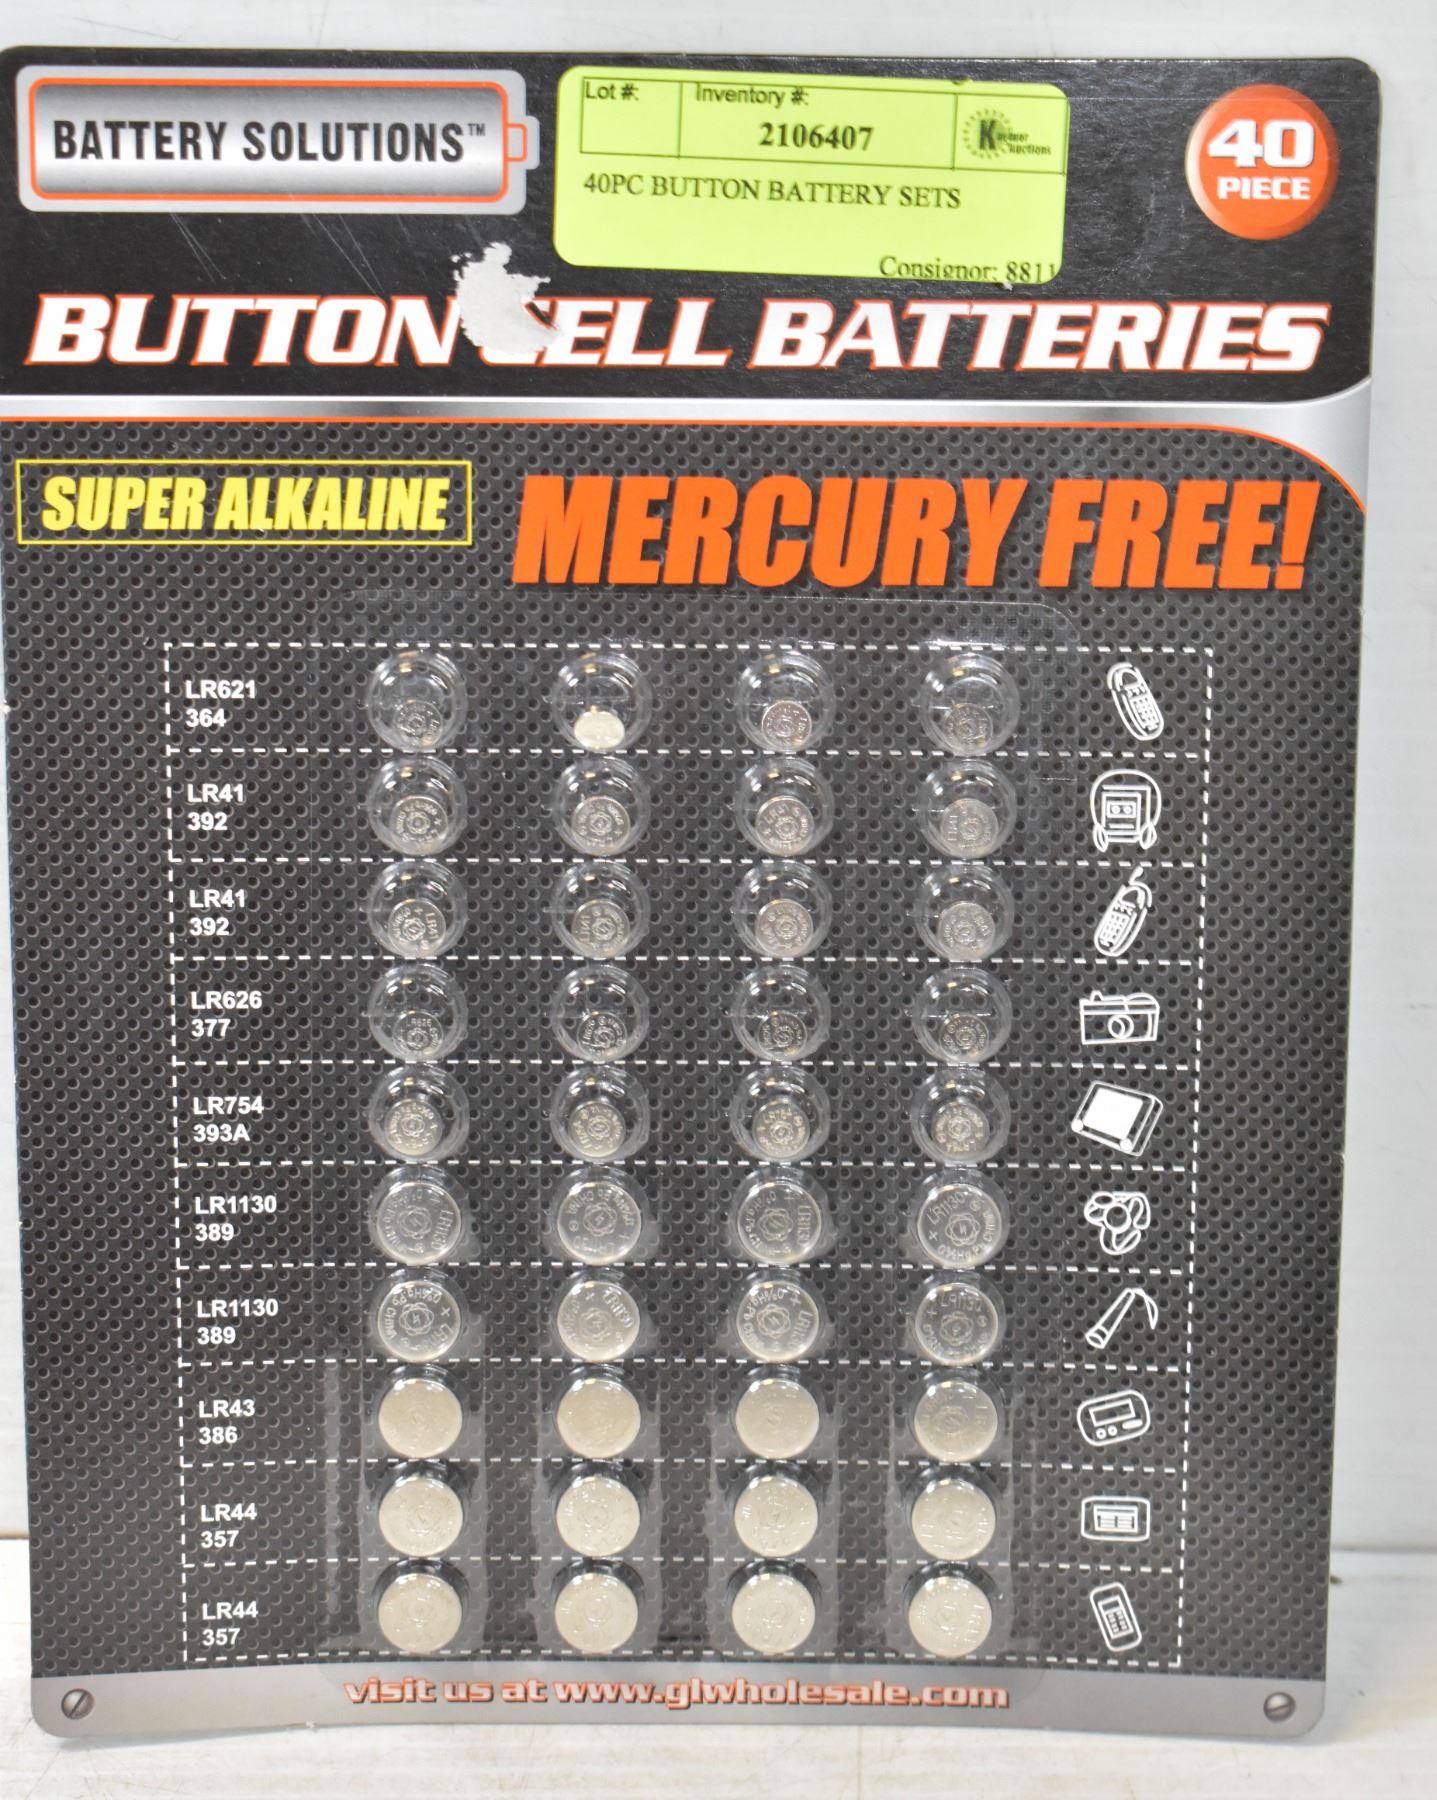 BATTERY SOLUTIONS™
Lot #:
Inventory #:
2106407
40PC BUTTON BATTERY SETS
Consignor: 8811
40
PIECE
BUTTON CELL BATTERIES
SUPER ALKALINE
MERCURY FREE!
LR621
364
LR41
392
LR41
392
LR626
377
LR754
393A
LR1130
389
LR1130
389
LR43
386
LR44
357
LR44
357
visit us at www.glwholesale.com